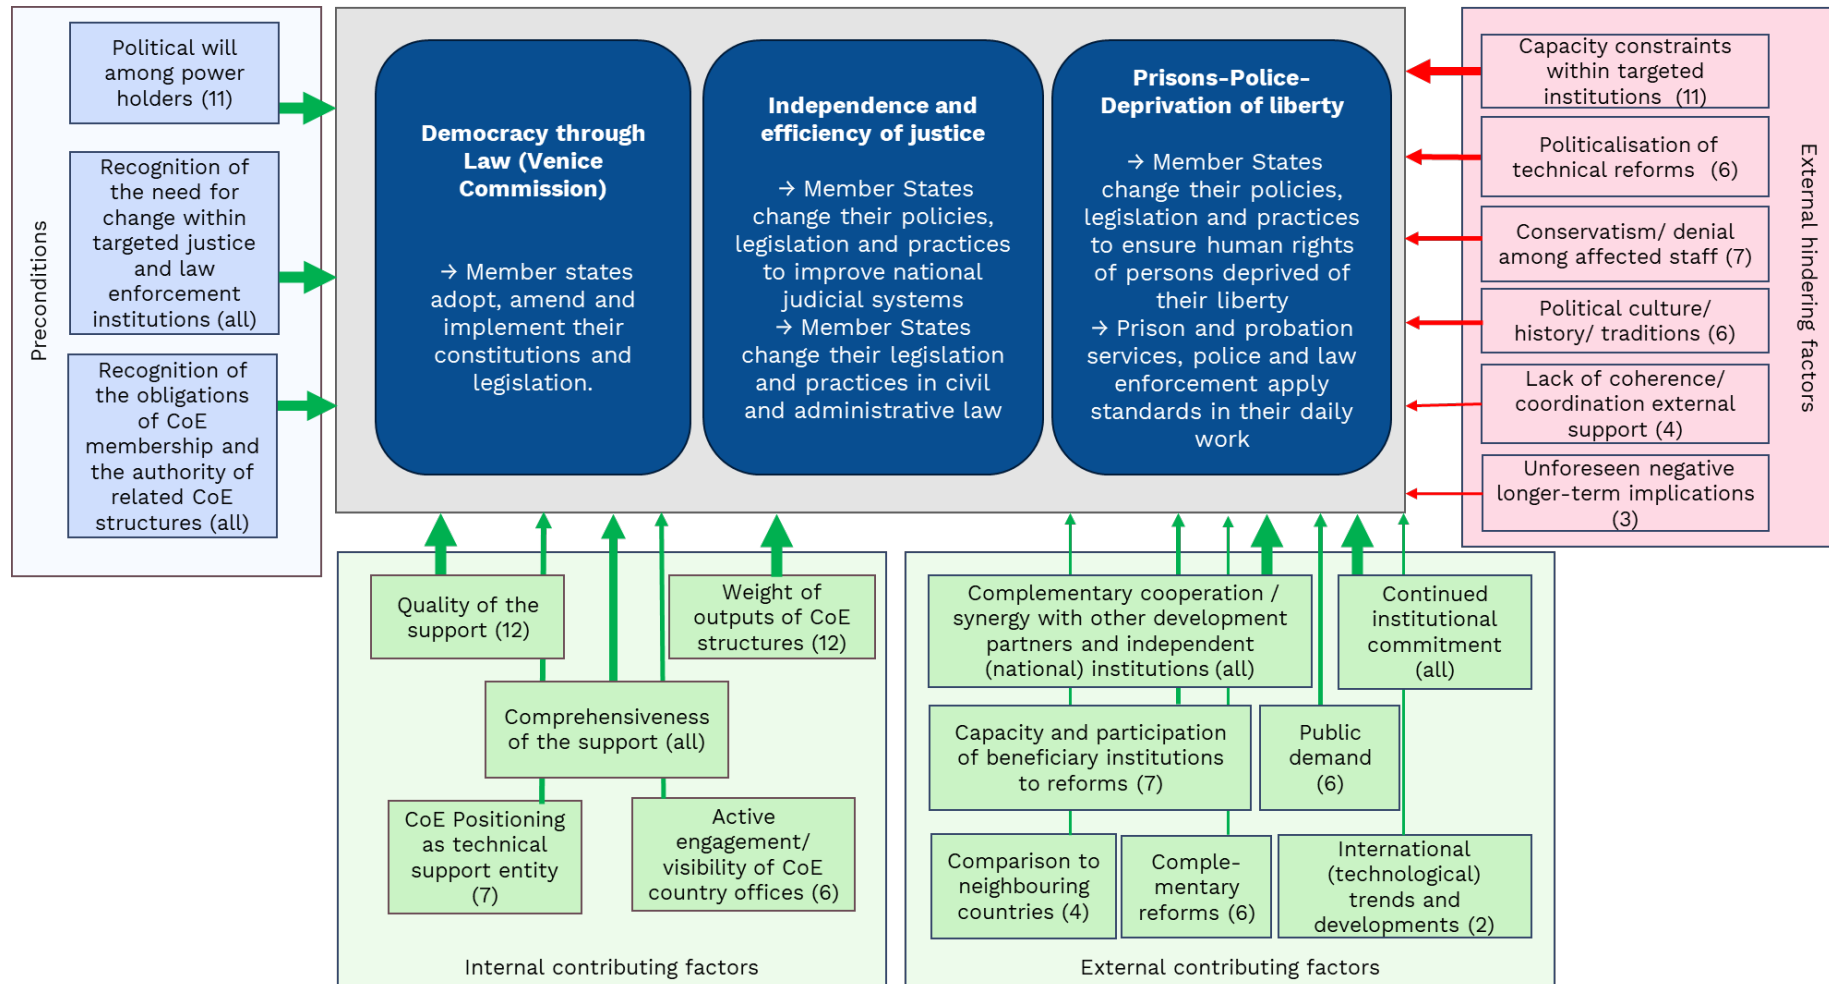 Preconditions
Political will
among power
holders (11)
Recognition of
the need for
change within
targeted justice
and law
enforcement
institutions (all)
Recognition of
the obligations
of CoE
membership and
the authority of
related CoE
structures (all)
Democracy through
Law (Venice
Commission)
→ Member states
adopt, amend and
implement their
constitutions and
legislation.
Independence and
efficiency of justice
→ Member States
change their policies,
legislation and practices
to improve national
judicial systems
→ Member States
change their legislation
and practices in civil
and administrative law
Prisons-Police-
Deprivation of liberty
→ Member States
change their policies,
legislation and practices
to ensure human rights
of persons deprived of
their liberty
→ Prison and probation
services, police and law
enforcement apply
standards in their daily
work
Capacity constraints
within targeted
institutions (11)
Politicalisation of
technical reforms (6)
Conservatism/ denial
among affected staff (7)
Political culture/
history/ traditions (6)
Lack of coherence/
coordination external
support (4)
Unforeseen negative
longer-term implications
(3)
External hindering factors
Quality of the
support (12)
Weight of
outputs of CoE
structures (12)
Comprehensiveness
of the support (all)
CoE Positioning
as technical
support entity
(7)
Active
engagement/
visibility of CoE
country offices (6)
Internal contributing factors
Complementary cooperation /
synergy with other development
partners and independent
(national) institutions (all)
Continued
institutional
commitment
(all)
Capacity and participation
of beneficiary institutions
to reforms (7)
Public
demand
(6)
Comparison to
neighbouring
countries (4)
Comple-
mentary
reforms (6)
International
(technological)
trends and
developments (2)
External contributing factors